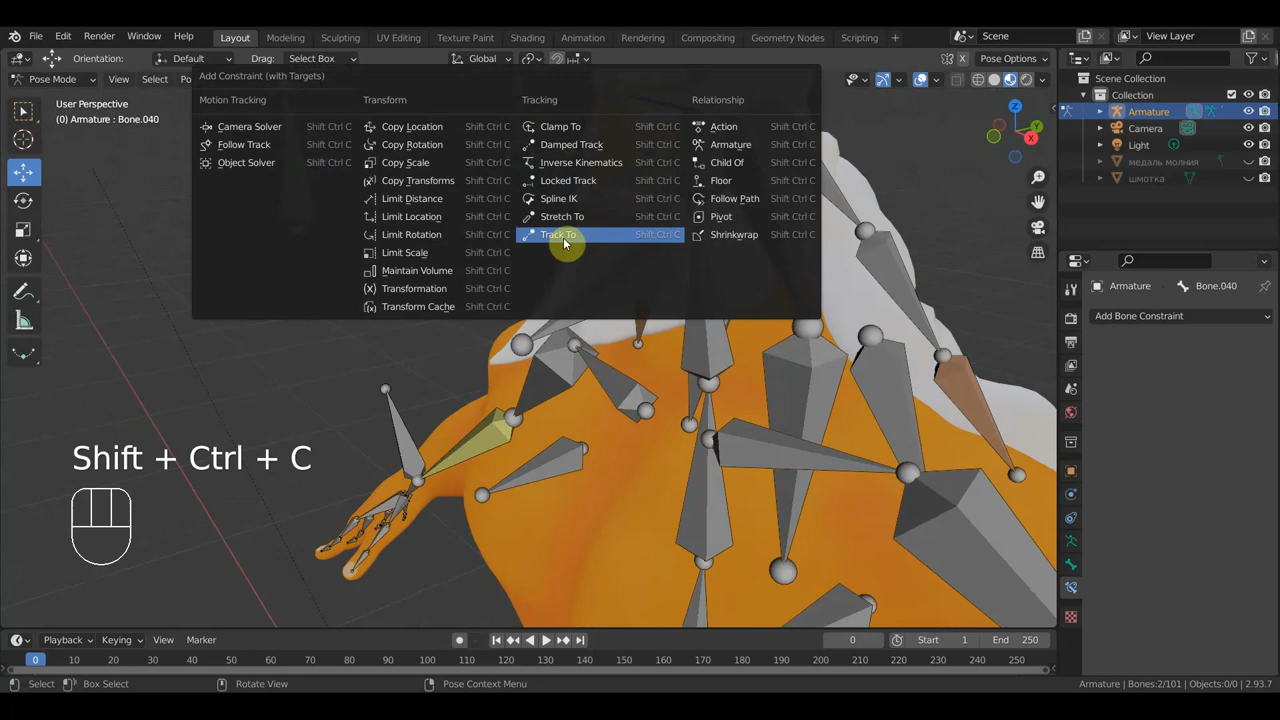 File Edit Render Window Help Layout Modeling Sculpting UV Editing Texture Paint Shading Animation Rendering Compositing Geometry Nodes Scripting + Scene View Layer
Orientation: Default Drag: Select Box Global Pose Options
Pose Mode View Select Po
Add Constraint (with Targets)
Motion Tracking Transform Tracking Relationship
Camera Solver Shift Ctrl C Copy Location Shift Ctrl C Clamp To Shift Ctrl C Action Shift Ctrl C
Follow Track Shift Ctrl C Copy Rotation Shift Ctrl C Damped Track Shift Ctrl C Armature Shift Ctrl C
Object Solver Shift Ctrl C Copy Scale Shift Ctrl C Inverse Kinematics Shift Ctrl C Child Of Shift Ctrl C
Copy Transforms Shift Ctrl C Locked Track Shift Ctrl C Floor Shift Ctrl C
Limit Distance Shift Ctrl C Spline IK Shift Ctrl C Follow Path Shift Ctrl C
Limit Location Shift Ctrl C Stretch To Shift Ctrl C Pivot Shift Ctrl C
Limit Rotation Shift Ctrl C Track To Shift Ctrl C Shrinkwrap Shift Ctrl C
Limit Scale Shift Ctrl C
Maintain Volume Shift Ctrl C
Transformation Shift Ctrl C
Transform Cache Shift Ctrl C
User Perspective
(0) Armature : Bone.040
Z
Y
X
Scene Collection
Collection
Armature
Camera
Light
медаль молния
шмотка
Armature Bone.040
Add Bone Constraint
Shift + Ctrl + C
Playback Keying View Marker 0 Start 1 End 250
0 10 20 30 40 50 60 70 80 90 100 110 120 130 140 150 160 170 180 190 200 210 220 230 240 250
Select Box Select Rotate View Pose Context Menu Armature | Bones:2/101 | Objects:0/0 | 2.93.7